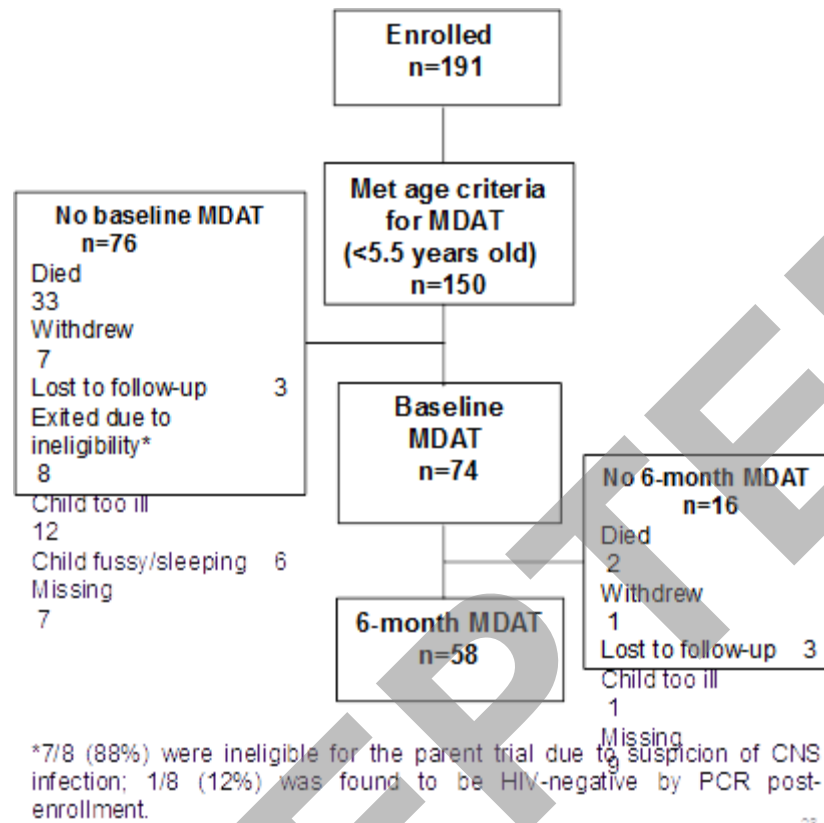 Enrolled
n=191
Met age criteria
for MDAT
(<5.5 years old)
n=150
No baseline MDAT
n=76
Died
33
Withdrew
7
Lost to follow-up 3
Exited due to
ineligibility*
8
Child too ill
12
Child fussy/sleeping 6
Missing
7
Baseline
MDAT
n=74
No 6-month MDAT
n=16
Died
2
Withdrew
1
Lost to follow-up 3
Child too ill
1
Missing
9
6-month MDAT
n=58
*7/8 (88%) were ineligible for the parent trial due to suspicion of CNS
infection; 1/8 (12%) was found to be HIV-negative by PCR post-
enrollment.